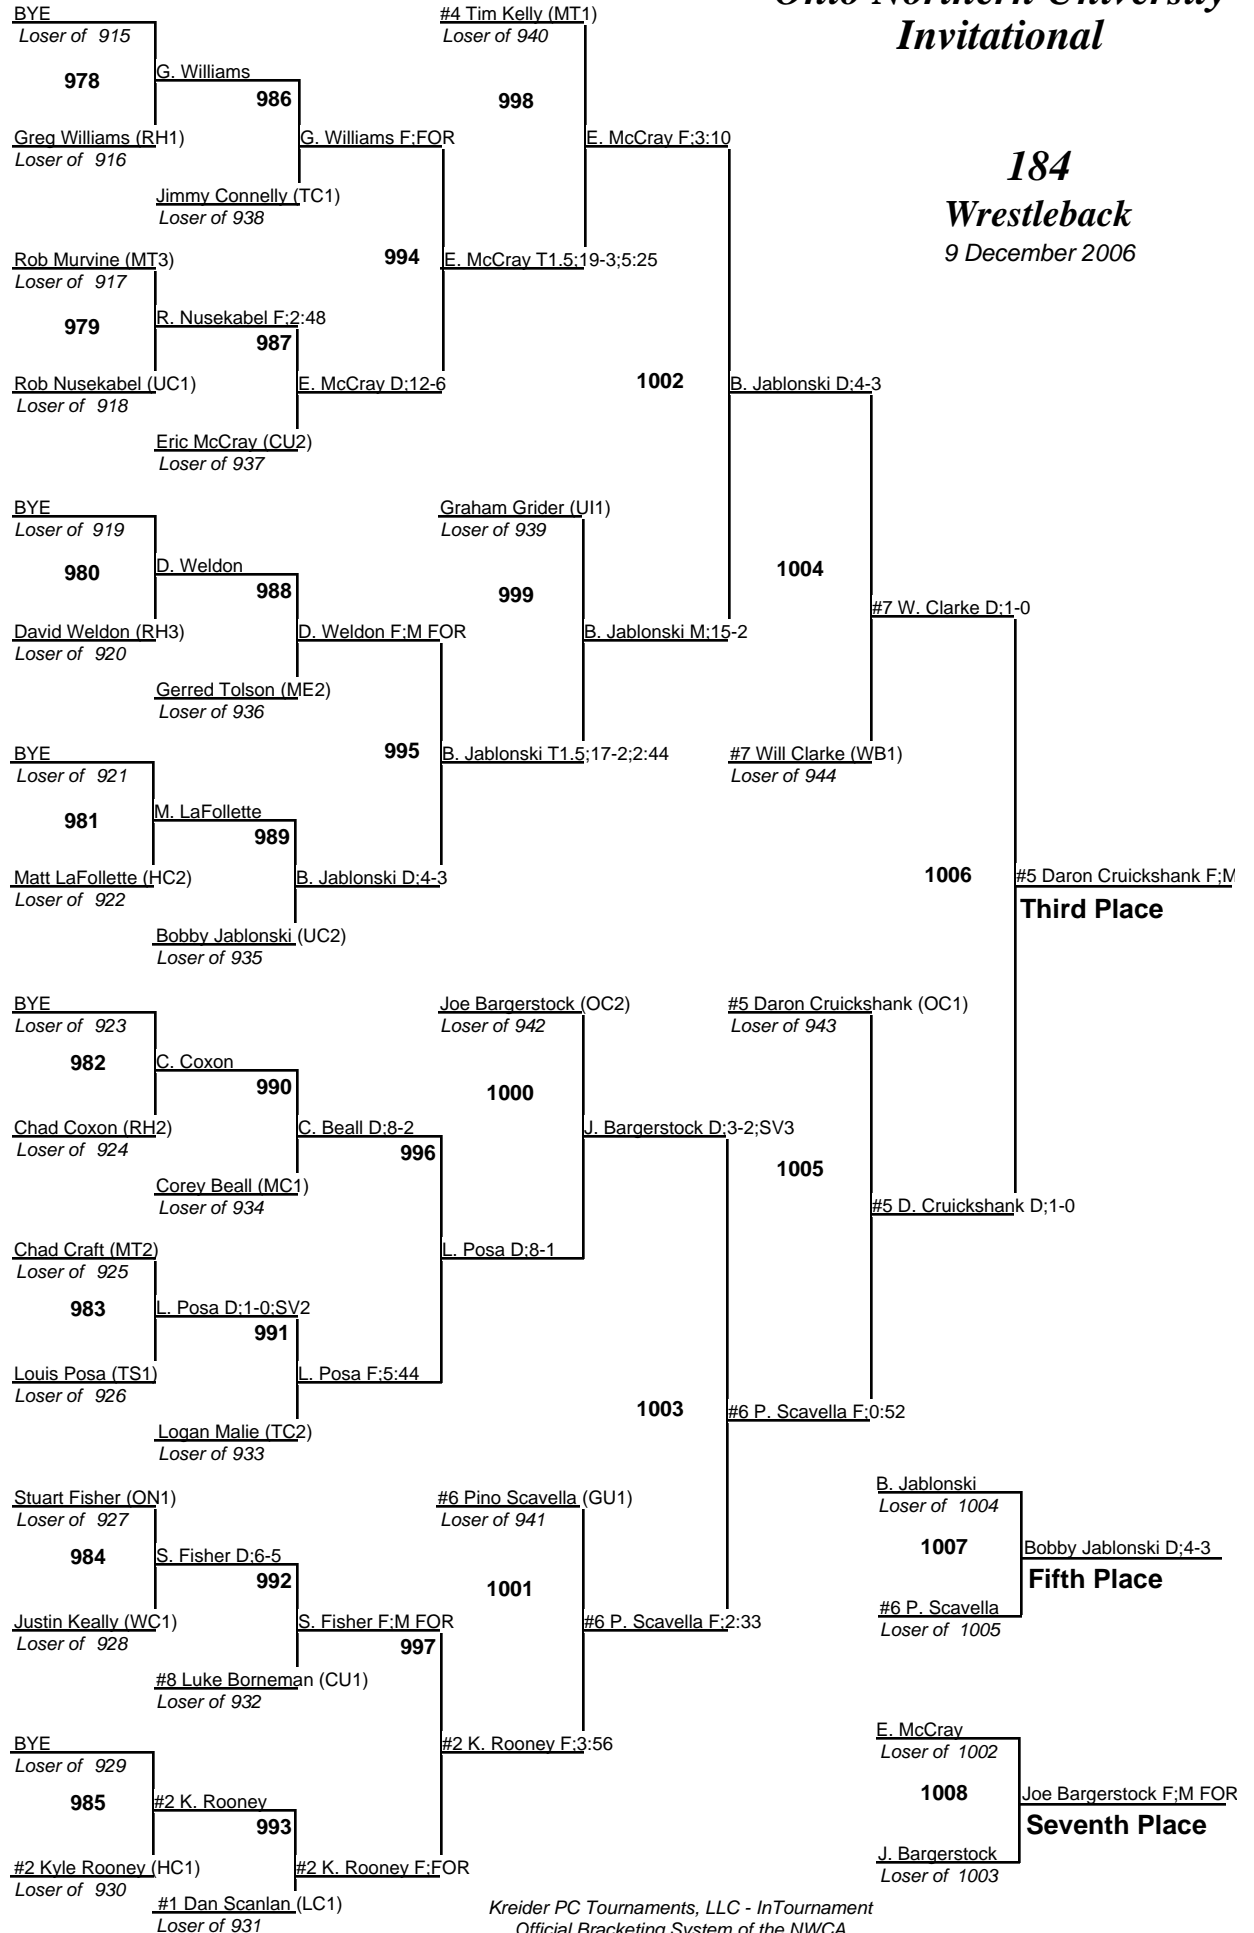 Ohio Northern University
Invitational
184
Wrestleback
9 December 2006
BYE
Loser of 915
978
G. Williams
986
Greg Williams (RH1)
Loser of 916
G. Williams F;FOR
Jimmy Connelly (TC1)
Loser of 938
Rob Murvine (MT3)
Loser of 917
979
R. Nusekabel F;2:48
987
Rob Nusekabel (UC1)
Loser of 918
E. McCray D;12-6
Eric McCray (CU2)
Loser of 937
994
E. McCray T1.5;19-3;5:25
#4 Tim Kelly (MT1)
Loser of 940
998
E. McCray F;3:10
BYE
Loser of 919
980
D. Weldon
988
David Weldon (RH3)
Loser of 920
D. Weldon F;M FOR
Gerred Tolson (ME2)
Loser of 936
BYE
Loser of 921
981
M. LaFollette
989
Matt LaFollette (HC2)
Loser of 922
B. Jablonski D;4-3
Bobby Jablonski (UC2)
Loser of 935
995
B. Jablonski T1.5;17-2;2:44
Graham Grider (UI1)
Loser of 939
999
B. Jablonski M;15-2
1002
B. Jablonski D;4-3
1004
#7 W. Clarke D;1-0
#7 Will Clarke (WB1)
Loser of 944
1006
#5 Daron Cruickshank F;M
Third Place
BYE
Loser of 923
982
C. Coxon
990
Chad Coxon (RH2)
Loser of 924
C. Beall D;8-2
996
Corey Beall (MC1)
Loser of 934
Chad Craft (MT2)
Loser of 925
983
L. Posa D;1-0;SV2
991
Louis Posa (TS1)
Loser of 926
L. Posa F;5:44
Logan Malie (TC2)
Loser of 933
L. Posa D;8-1
Joe Bargerstock (OC2)
Loser of 942
1000
J. Bargerstock D;3-2;SV3
#5 Daron Cruickshank (OC1)
Loser of 943
1005
#5 D. Cruickshank D;1-0
1003
#6 P. Scavella F;0:52
Stuart Fisher (ON1)
Loser of 927
984
S. Fisher D;6-5
992
Justin Keally (WC1)
Loser of 928
S. Fisher F;M FOR
997
#8 Luke Borneman (CU1)
Loser of 932
BYE
Loser of 929
985
#2 K. Rooney
993
#2 Kyle Rooney (HC1)
Loser of 930
#2 K. Rooney F;FOR
#1 Dan Scanlan (LC1)
Loser of 931
#2 K. Rooney F;3:56
#6 Pino Scavella (GU1)
Loser of 941
1001
#6 P. Scavella F;2:33
B. Jablonski
Loser of 1004
1007
Bobby Jablonski D;4-3
Fifth Place
#6 P. Scavella
Loser of 1005
E. McCray
Loser of 1002
1008
Joe Bargerstock F;M FOR
Seventh Place
J. Bargerstock
Loser of 1003
Kreider PC Tournaments, LLC - InTournament
Official Bracketing System of the NWCA